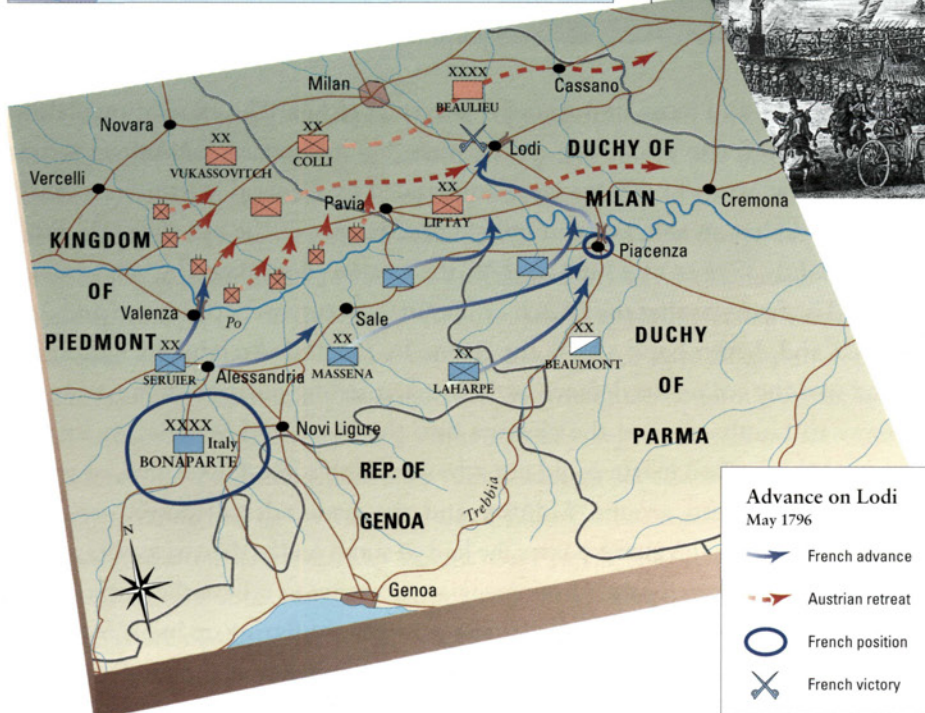 Milan
XXXX
BEAULIEU
Cassano
Novara
XX
VUKASSOVITCH
XX
COLLI
Lodi
DUCHY OF
MILAN
Vercelli
Pavia
XX
LIPTAY
Cremona
KINGDOM
OF
PIEDMONT
Piacenza
Valenza
Po
Sale
XX
SERUIER
Alessandria
XX
MASSENA
XX
LAHARPE
XX
BEAUMONT
DUCHY
OF
PARMA
XXXX
Italy
BONAPARTE
Novi Ligure
REP. OF
GENOA
Trebbia
N
Genoa
Advance on Lodi
May 1796
French advance
Austrian retreat
French position
French victory